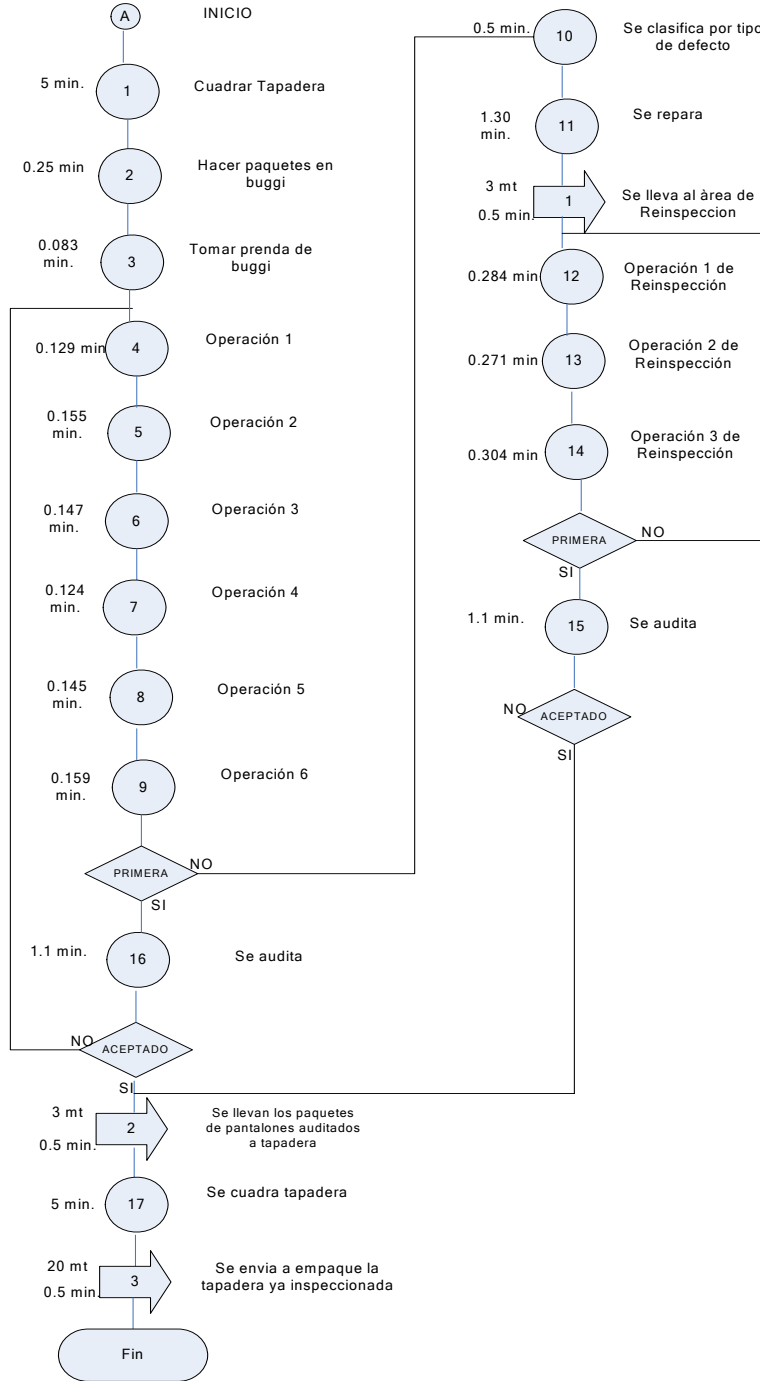 A
INICIO
5 min.
1
Cuadrar Tapadera
0.25 min
2
Hacer paquetes en
buggi
0.083
min.
3
Tomar prenda de
buggi
0.129 min
4
Operación 1
0.155
min.
5
Operación 2
0.147
min.
6
Operación 3
0.124
min.
7
Operación 4
0.145
min.
8
Operación 5
0.159
min.
9
Operación 6
PRIMERA
NO
SI
1.1 min.
16
Se audita
NO
ACEPTADO
SI
3 mt
0.5 min.
2
Se llevan los paquetes
de pantalones auditados
a tapadera
5 min.
17
Se cuadra tapadera
20 mt
0.5 min.
3
Se envia a empaque la
tapadera ya inspeccionada
Fin
0.5 min.
10
Se clasifica por tipo
de defecto
1.30
min.
11
Se repara
3 mt
0.5 min.
1
Se lleva al àrea de
Reinspeccion
0.284 min
12
Operación 1 de
Reinspección
0.271 min
13
Operación 2 de
Reinspección
0.304 min
14
Operación 3 de
Reinspección
PRIMERA
NO
SI
1.1 min.
15
Se audita
NO
ACEPTADO
SI